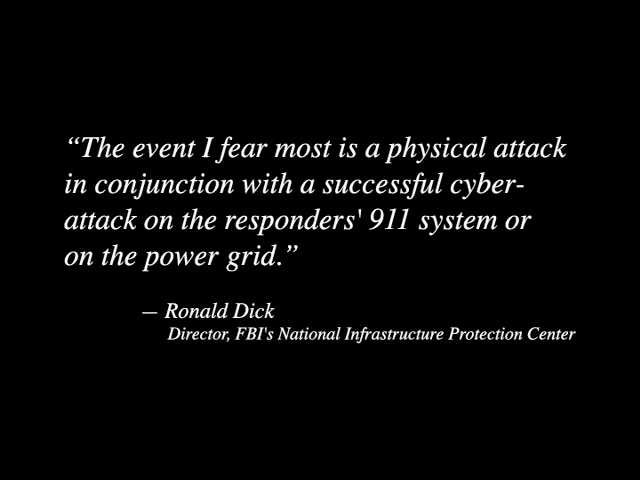 “The event I fear most is a physical attack
in conjunction with a successful cyber-
attack on the responders' 911 system or
on the power grid.”
— Ronald Dick
Director, FBI's National Infrastructure Protection Center